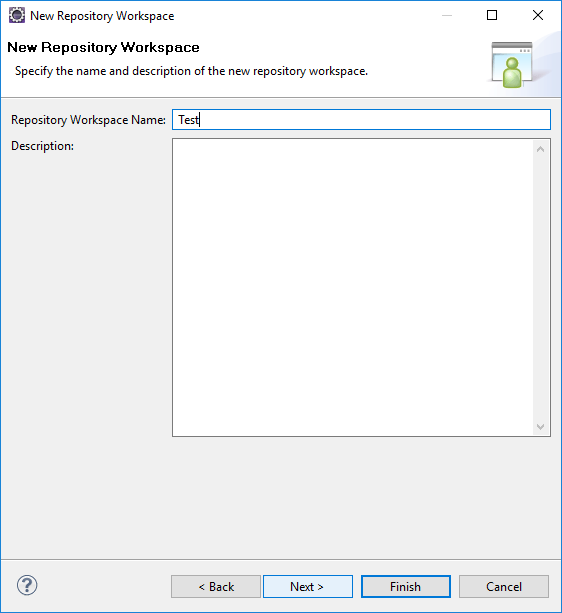 New Repository Workspace
New Repository Workspace
Specify the name and description of the new repository workspace.
Repository Workspace Name: Test
Description:
? < Back Next > Finish Cancel